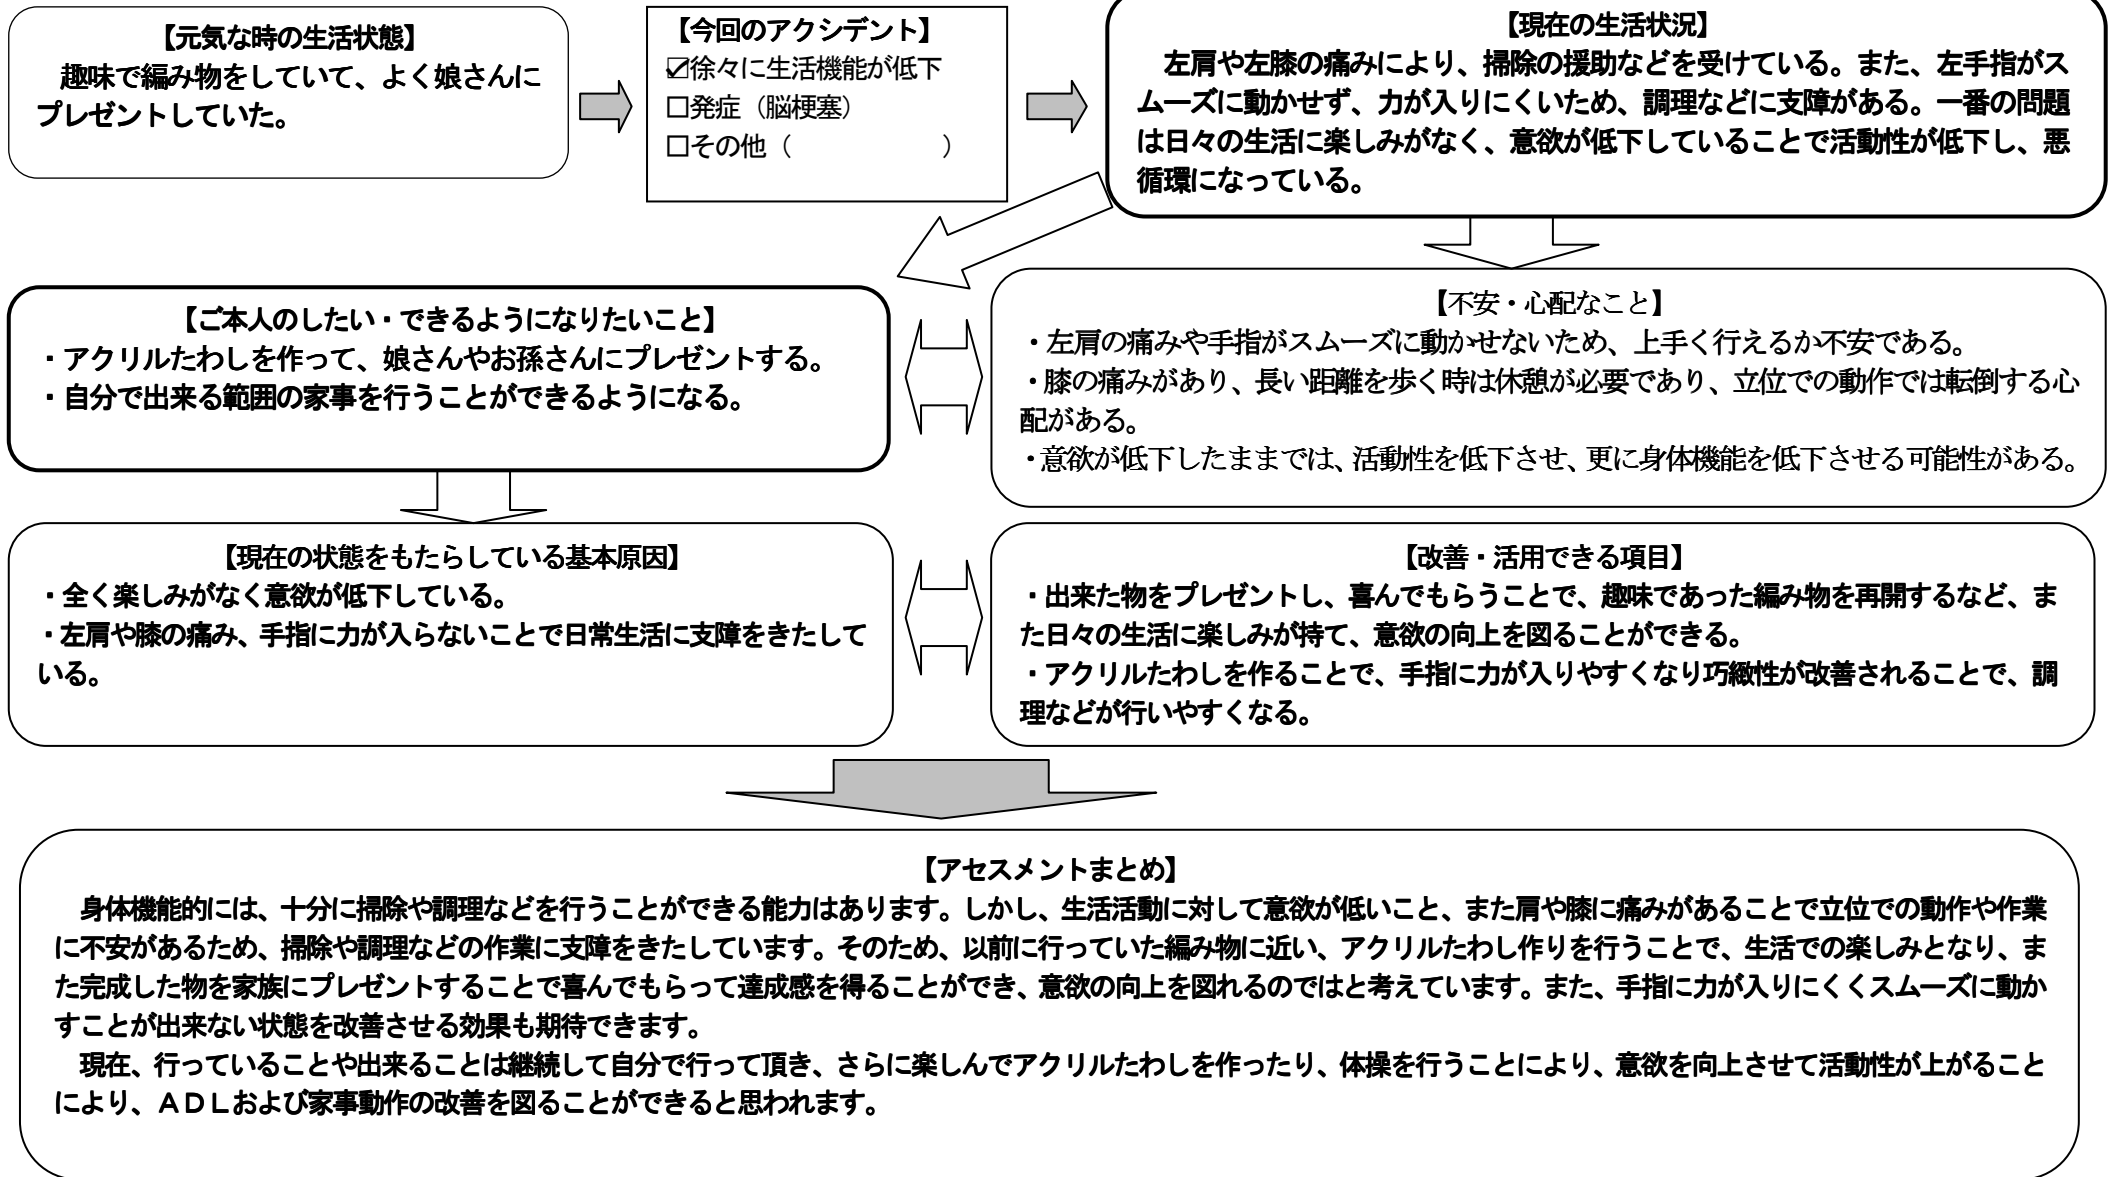 【元気な時の生活状態】
趣味で編み物をしていて、よく娘さんに
プレゼントしていた。
【今回のアクシデント】
☑徐々に生活機能が低下
□発症（脳梗塞）
□その他（　　　　　　）
【現在の生活状況】
左肩や左膝の痛みにより、掃除の援助などを受けている。また、左手指がス
ムーズに動かせず、力が入りにくいため、調理などに支障がある。一番の問題
は日々の生活に楽しみがなく、意欲が低下していることで活動性が低下し、悪
循環になっている。
【ご本人のしたい・できるようになりたいこと】
・アクリルたわしを作って、娘さんやお孫さんにプレゼントする。
・自分で出来る範囲の家事を行うことができるようになる。
【不安・心配なこと】
・左肩の痛みや手指がスムーズに動かせないため、上手く行えるか不安である。
・膝の痛みがあり、長い距離を歩く時は休憩が必要であり、立位での動作では転倒する心
配がある。
・意欲が低下したままでは、活動性を低下させ、更に身体機能を低下させる可能性がある。
【現在の状態をもたらしている基本原因】
・全く楽しみがなく意欲が低下している。
・左肩や膝の痛み、手指に力が入らないことで日常生活に支障をきたして
いる。
【改善・活用できる項目】
・出来た物をプレゼントし、喜んでもらうことで、趣味であった編み物を再開するなど、ま
た日々の生活に楽しみが持て、意欲の向上を図ることができる。
・アクリルたわしを作ることで、手指に力が入りやすくなり巧緻性が改善されることで、調
理などが行いやすくなる。
【アセスメントまとめ】
身体機能的には、十分に掃除や調理などを行うことができる能力はあります。しかし、生活活動に対して意欲が低いこと、また肩や膝に痛みがあることで立位での動作や作業
に不安があるため、掃除や調理などの作業に支障をきたしています。そのため、以前に行っていた編み物に近い、アクリルたわし作りを行うことで、生活での楽しみとなり、ま
た完成した物を家族にプレゼントすることで喜んでもらって達成感を得ることができ、意欲の向上を図れるのではと考えています。また、手指に力が入りにくくスムーズに動か
すことが出来ない状態を改善させる効果も期待できます。
現在、行っていることや出来ることは継続して自分で行って頂き、さらに楽しんでアクリルたわしを作ったり、体操を行うことにより、意欲を向上させて活動性が上がること
により、ＡＤＬおよび家事動作の改善を図ることができると思われます。